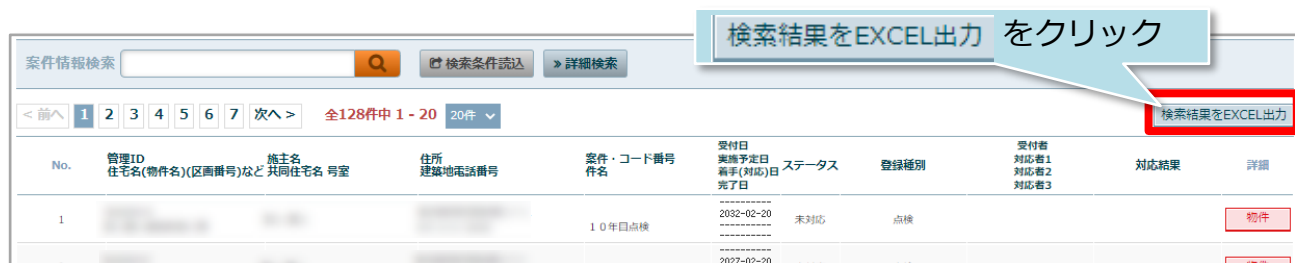 検索結果をEXCEL出力 をクリック
案件情報検索 検索条件読込 » 詳細検索
< 前へ 1 2 3 4 5 6 7 次へ > 全128件中 1 - 20 20件 検索結果をEXCEL出力
No. 管理ID 住宅名(物件名)(区画番号)など 施主名 共同住宅名 号室 住所 建築地電話番号 案件・コード番号 件名 受付日 実施予定日 着手(対応)日 完了日 ステータス 登録種別 受付者 対応者1 対応者2 対応者3 対応結果 詳細
1 １０年目点検 ---------- 2032-02-20 ---------- ---------- 未対応 点検 物件
---------- 2027-02-20